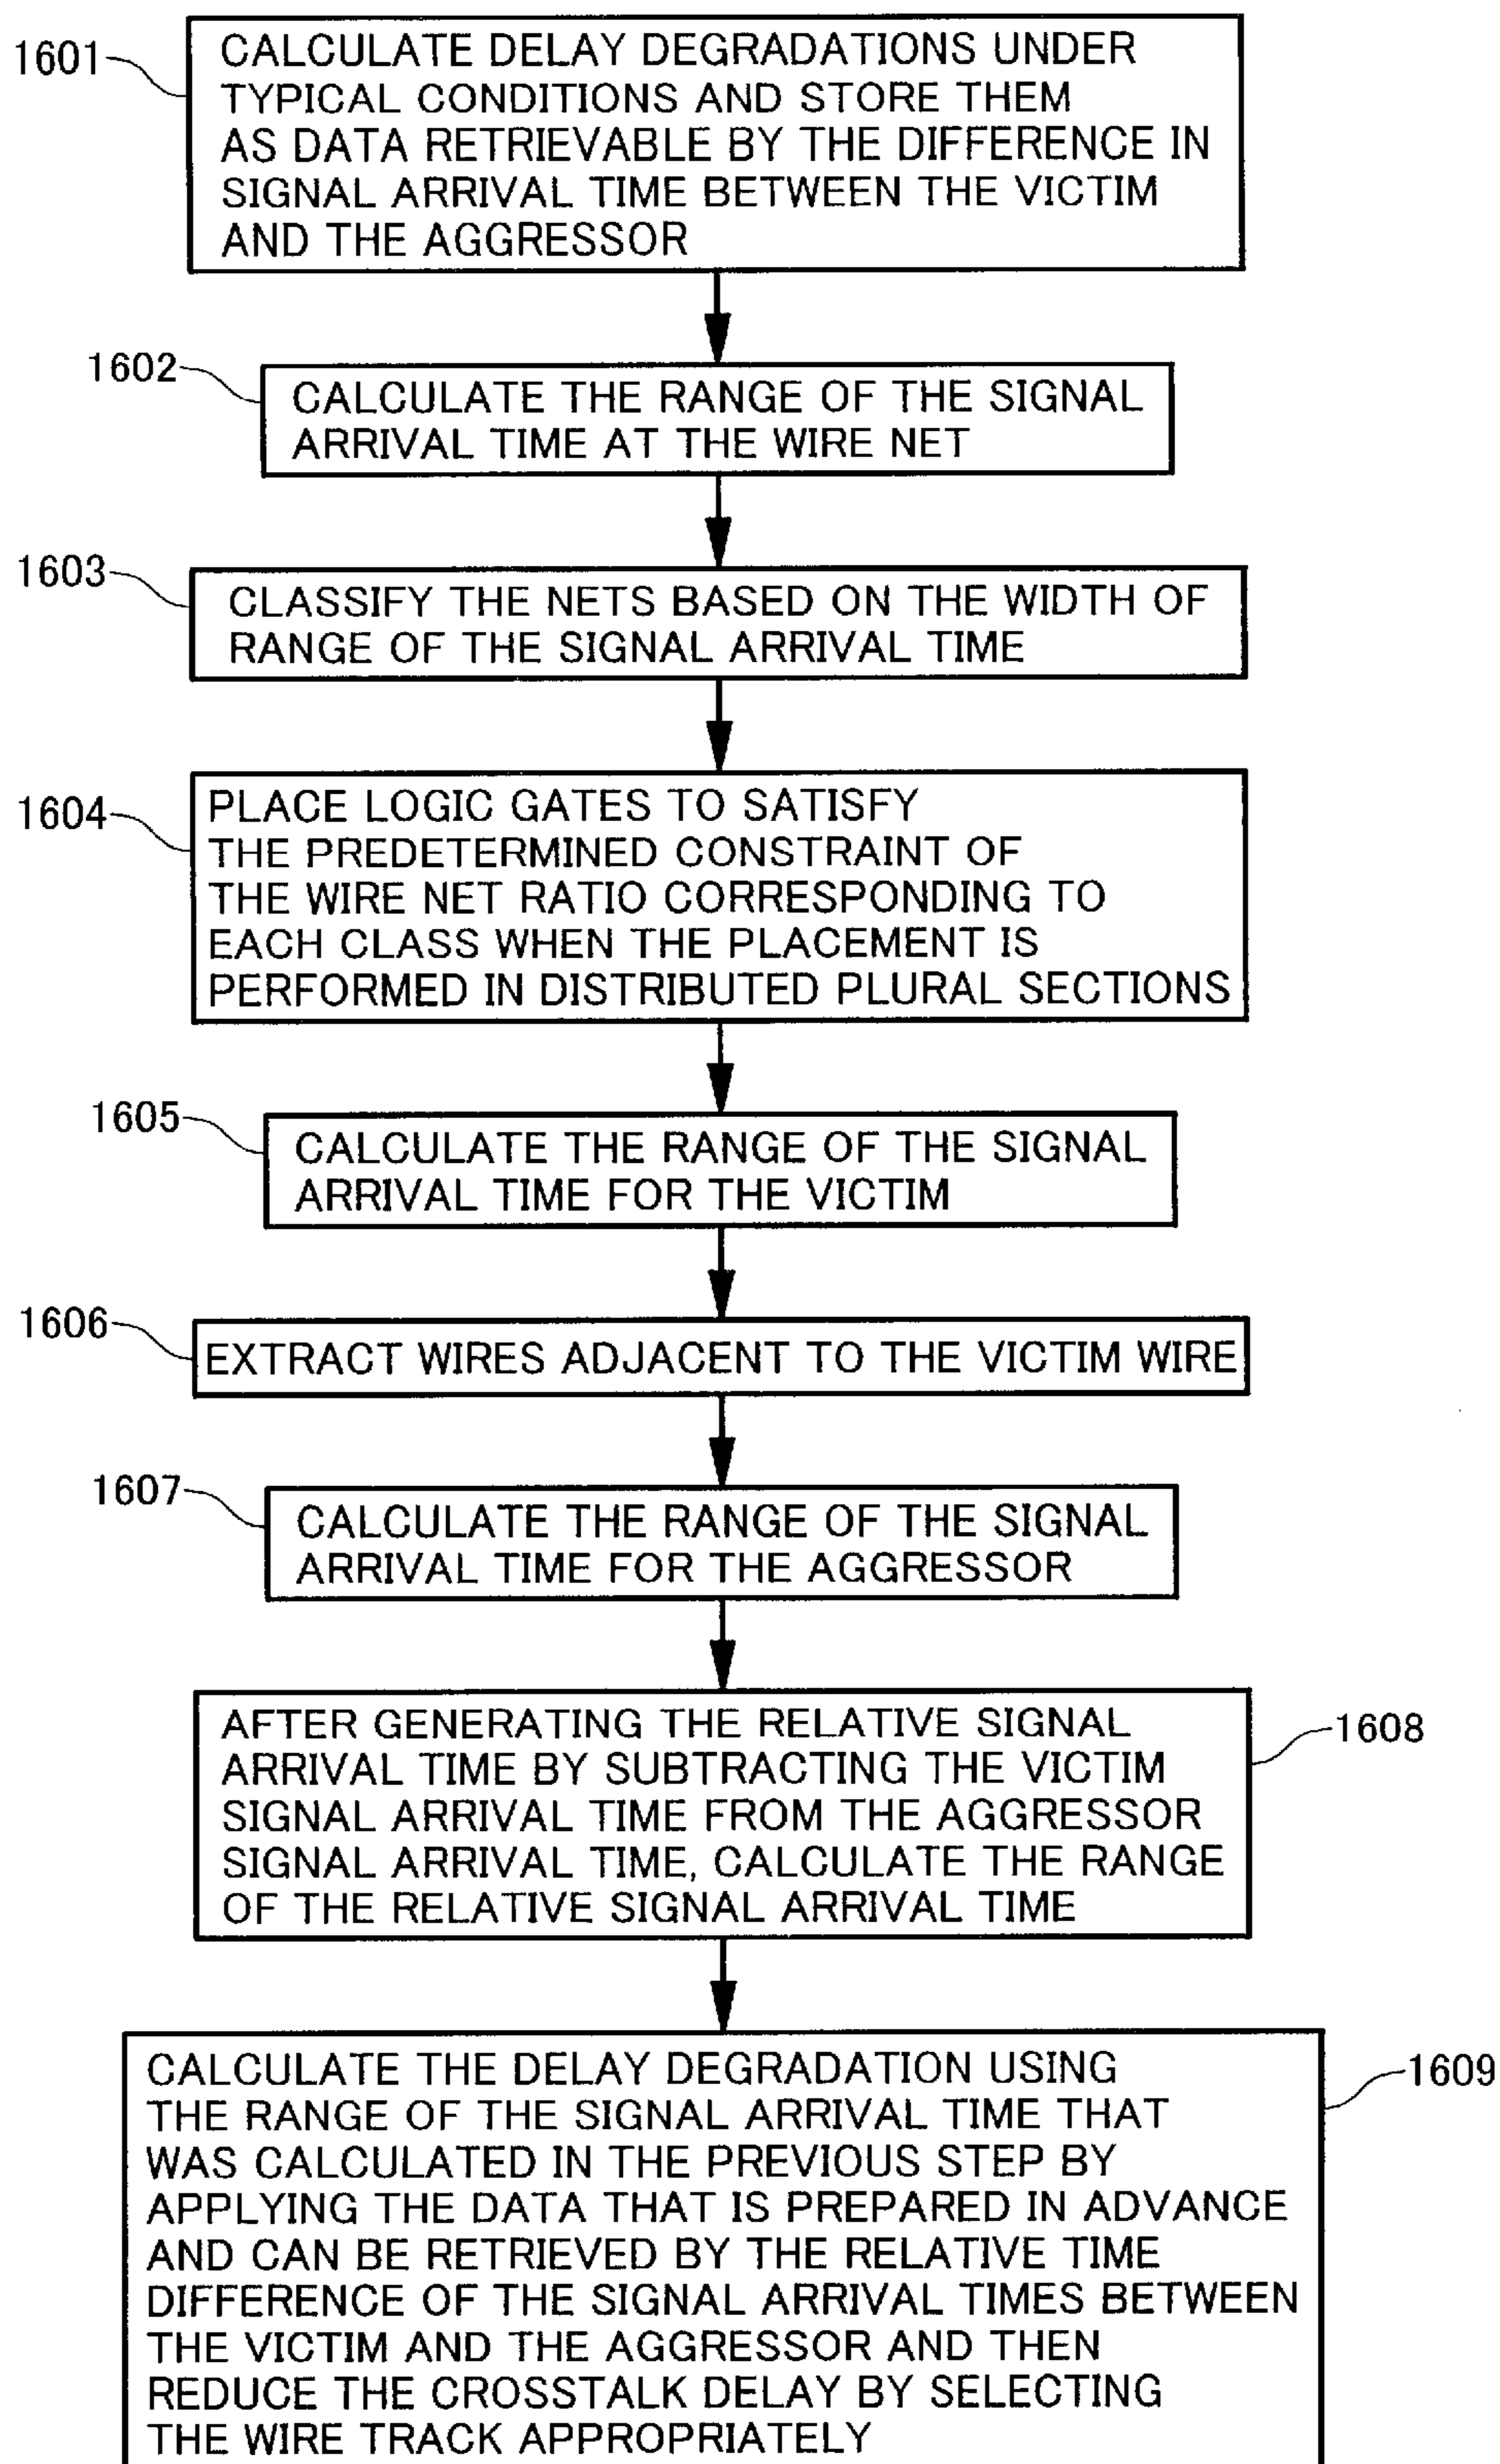 1601
CALCULATE DELAY DEGRADATIONS UNDER
TYPICAL CONDITIONS AND STORE THEM
AS DATA RETRIEVABLE BY THE DIFFERENCE IN
SIGNAL ARRIVAL TIME BETWEEN THE VICTIM
AND THE AGGRESSOR
1602
CALCULATE THE RANGE OF THE SIGNAL
ARRIVAL TIME AT THE WIRE NET
1603
CLASSIFY THE NETS BASED ON THE WIDTH OF
RANGE OF THE SIGNAL ARRIVAL TIME
1604
PLACE LOGIC GATES TO SATISFY
THE PREDETERMINED CONSTRAINT OF
THE WIRE NET RATIO CORRESPONDING TO
EACH CLASS WHEN THE PLACEMENT IS
PERFORMED IN DISTRIBUTED PLURAL SECTIONS
1605
CALCULATE THE RANGE OF THE SIGNAL
ARRIVAL TIME FOR THE VICTIM
1606
EXTRACT WIRES ADJACENT TO THE VICTIM WIRE
1607
CALCULATE THE RANGE OF THE SIGNAL
ARRIVAL TIME FOR THE AGGRESSOR
1608
AFTER GENERATING THE RELATIVE SIGNAL
ARRIVAL TIME BY SUBTRACTING THE VICTIM
SIGNAL ARRIVAL TIME FROM THE AGGRESSOR
SIGNAL ARRIVAL TIME, CALCULATE THE RANGE
OF THE RELATIVE SIGNAL ARRIVAL TIME
1609
CALCULATE THE DELAY DEGRADATION USING
THE RANGE OF THE SIGNAL ARRIVAL TIME THAT
WAS CALCULATED IN THE PREVIOUS STEP BY
APPLYING THE DATA THAT IS PREPARED IN ADVANCE
AND CAN BE RETRIEVED BY THE RELATIVE TIME
DIFFERENCE OF THE SIGNAL ARRIVAL TIMES BETWEEN
THE VICTIM AND THE AGGRESSOR AND THEN
REDUCE THE CROSSTALK DELAY BY SELECTING
THE WIRE TRACK APPROPRIATELY